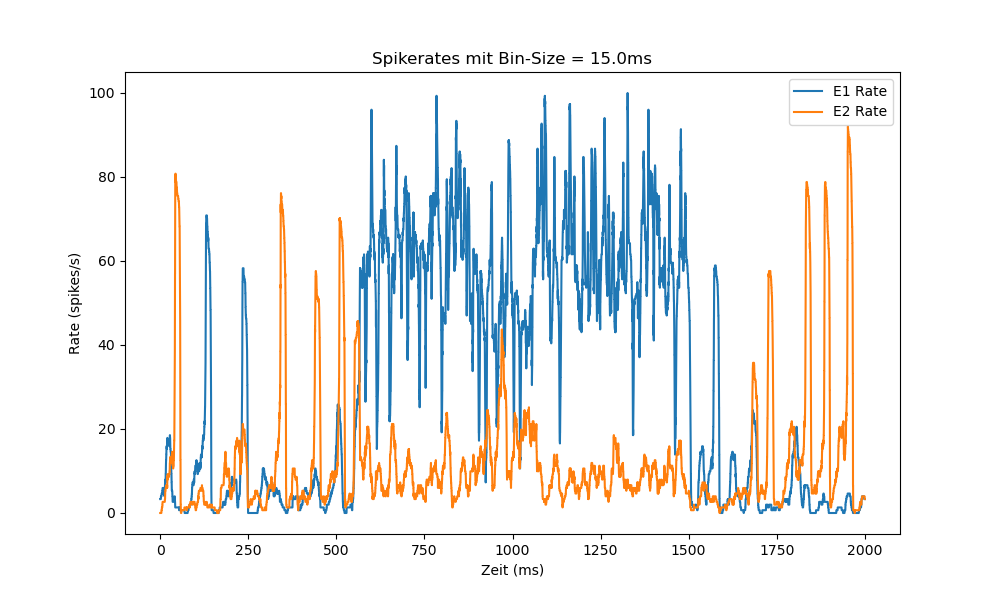 Spikerates mit Bin-Size = 15.0ms
E1 Rate
E2 Rate
100
80
60
40
20
0
Rate (spikes/s)
0 250 500 750 1000 1250 1500 1750 2000
Zeit (ms)